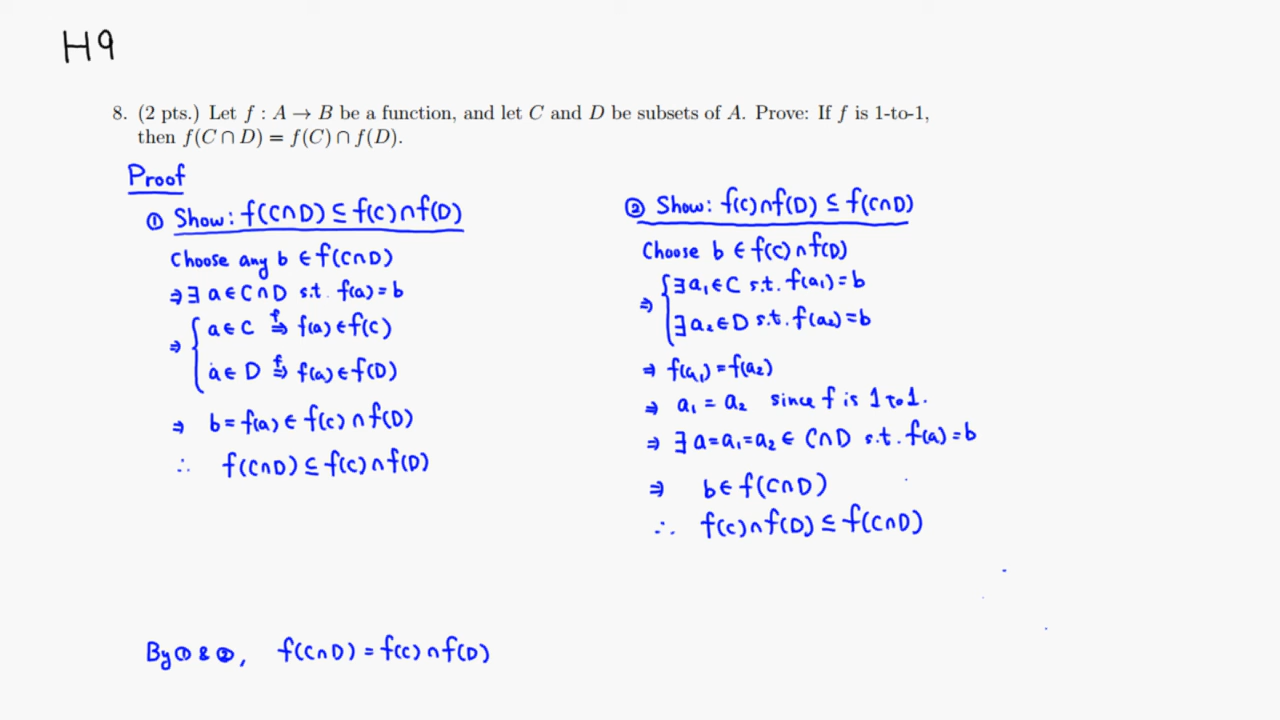 H9
8. (2 pts.) Let f : A → B be a function, and let C and D be subsets of A. Prove: If f is 1-to-1,
then f(C ∩ D) = f(C) ∩ f(D).
Proof
① Show: f(C∩D) ⊆ f(C)∩f(D)
Choose any b ∈ f(C∩D)
⇒ ∃ a ∈ C∩D s.t. f(a) = b
⇒ { a ∈ C ⇒ᶠ f(a) ∈ f(C)
a ∈ D ⇒ᶠ f(a) ∈ f(D)
⇒ b = f(a) ∈ f(C) ∩ f(D)
∴ f(C∩D) ⊆ f(C)∩f(D)
② Show: f(C)∩f(D) ⊆ f(C∩D)
Choose b ∈ f(C)∩f(D)
⇒ { ∃ a₁ ∈ C s.t. f(a₁) = b
∃ a₂ ∈ D s.t. f(a₂) = b
⇒ f(a₁) = f(a₂)
⇒ a₁ = a₂ since f is 1 to 1.
⇒ ∃ a = a₁ = a₂ ∈ C∩D s.t. f(a) = b
⇒ b ∈ f(C∩D)
∴ f(C)∩f(D) ⊆ f(C∩D)
By ① & ②, f(C∩D) = f(C)∩f(D)